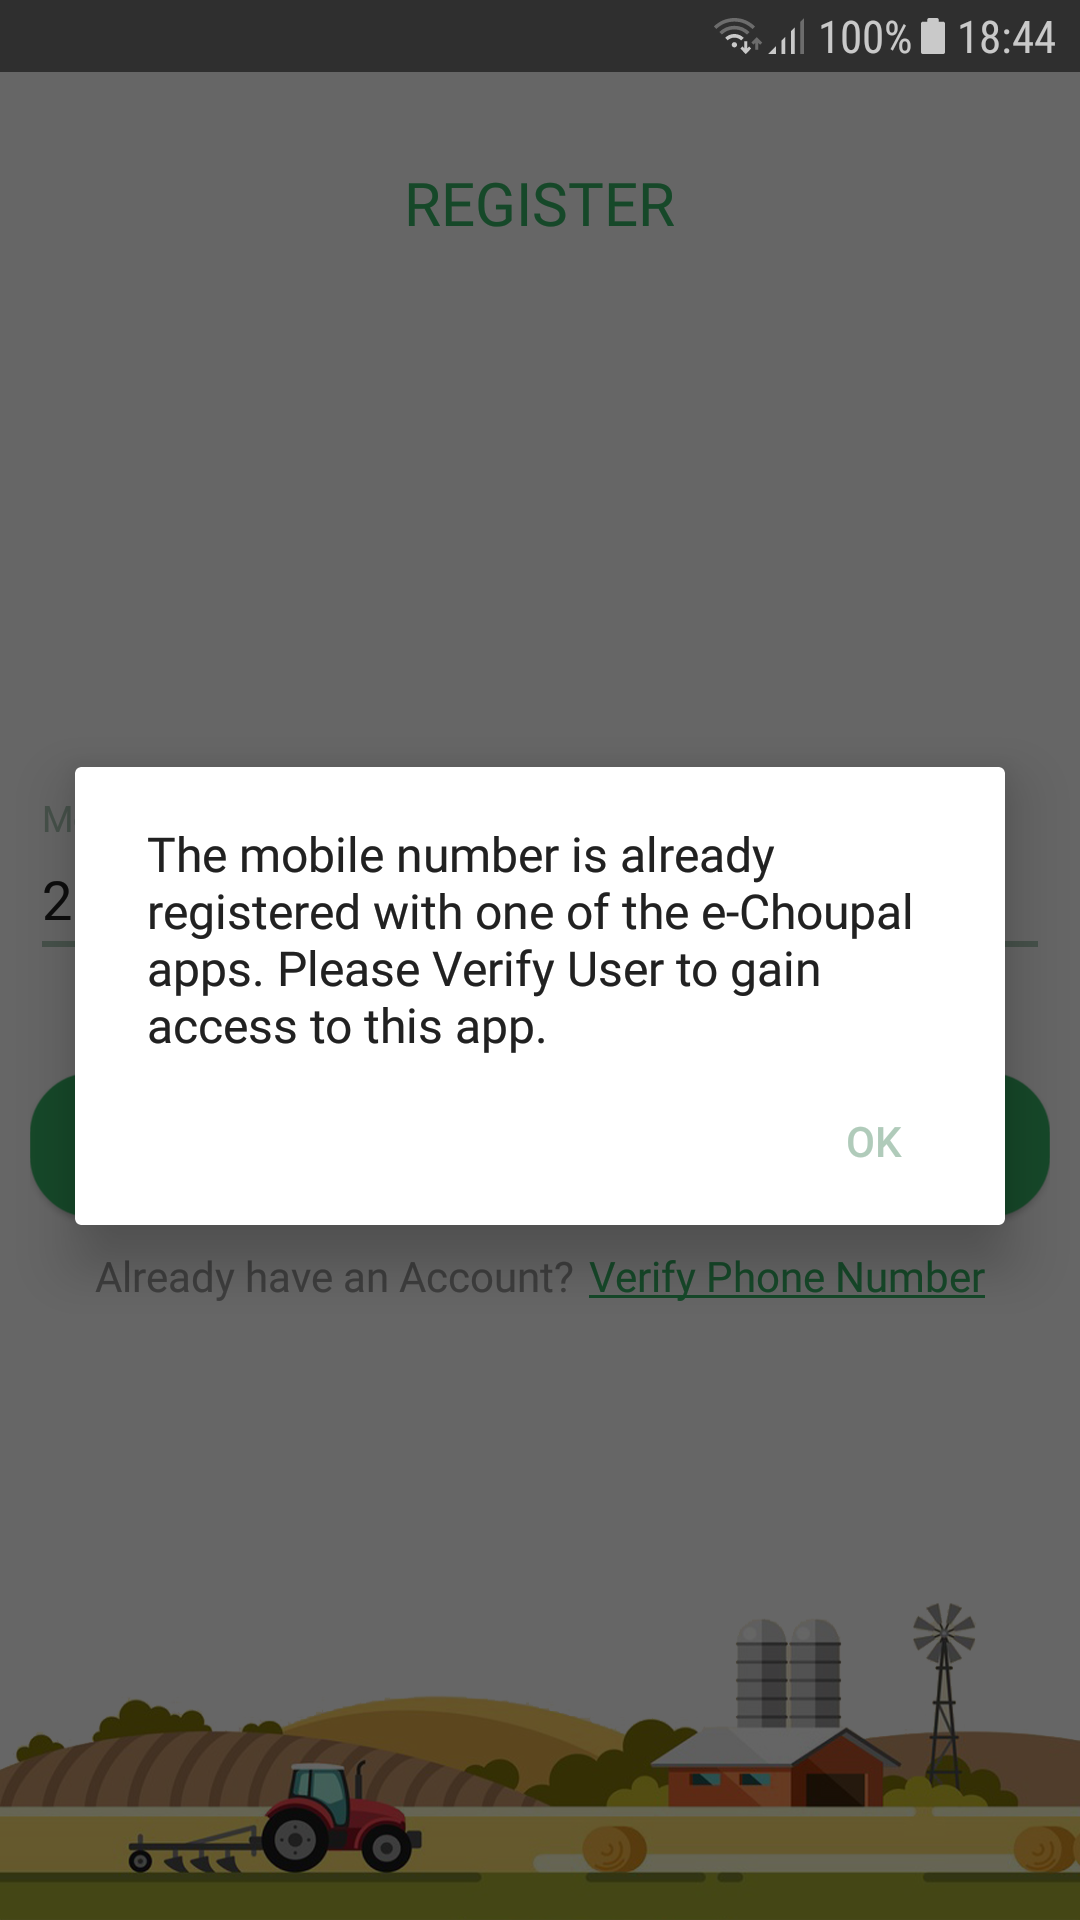 100% 18:44
REGISTER
M
The mobile number is already
registered with one of the e-Choupal
apps. Please Verify User to gain
access to this app.
2
OK
Already have an Account? Verify Phone Number